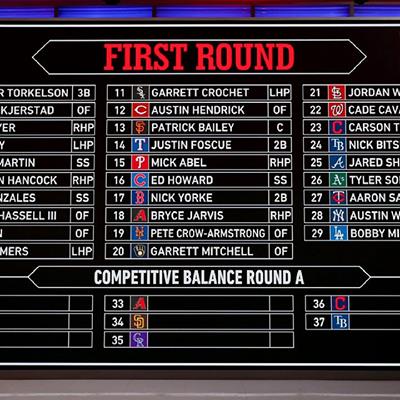 FIRST ROUND
R TORKELSON 3B 11 GARRETT CROCHET LHP 21 JORDAN W
KJERSTAD OF 12 AUSTIN HENDRICK OF 22 CADE CAVA
YER RHP 13 PATRICK BAILEY C 23 CARSON T
Y LHP 14 JUSTIN FOSCUE 2B 24 NICK BITS
MARTIN SS 15 MICK ABEL RHP 25 JARED SH
N HANCOCK RHP 16 ED HOWARD SS 26 TYLER SO
NZALES SS 17 NICK YORKE 2B 27 AARON SA
HASSELL III OF 18 BRYCE JARVIS RHP 28 AUSTIN W
N OF 19 PETE CROW-ARMSTRONG OF 29 BOBBY MI
MERS LHP 20 GARRETT MITCHELL OF
COMPETITIVE BALANCE ROUND A
33 36
34 37
35